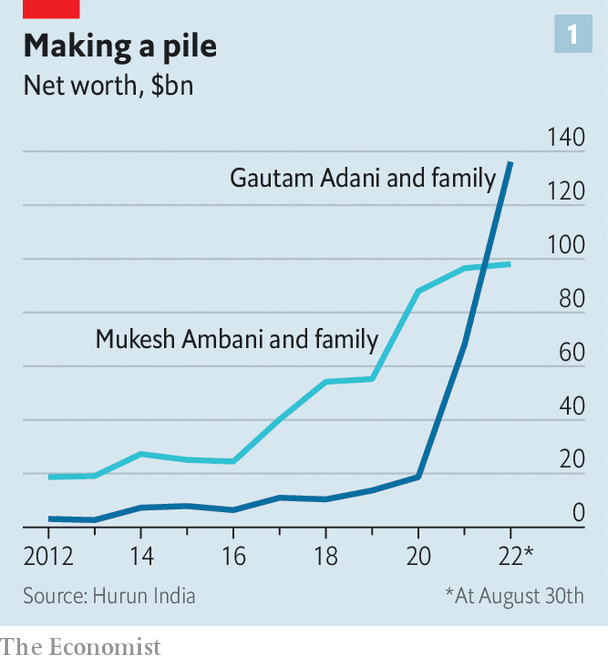 Making a pile
1
Net worth, $bn
140
Gautam Adani and family
120
100
80
Mukesh Ambani and family
60
40
20
0
2012 14 16 18 20 22*
Source: Hurun India *At August 30th
The Economist